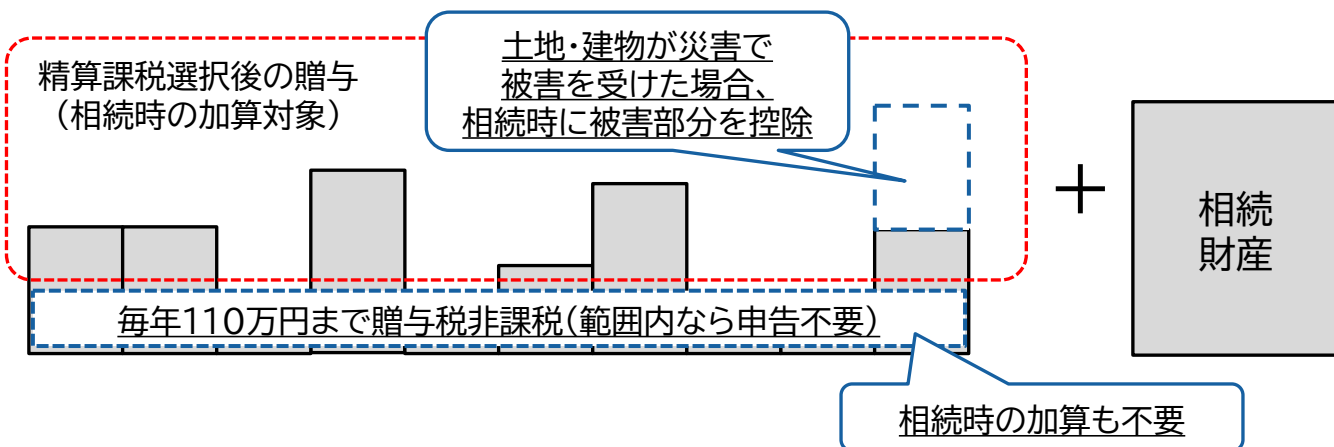 土地・建物が災害で
被害を受けた場合、
相続時に被害部分を控除
精算課税選択後の贈与
（相続時の加算対象）
＋
相続
財産
毎年110万円まで贈与税非課税（範囲内なら申告不要）
相続時の加算も不要